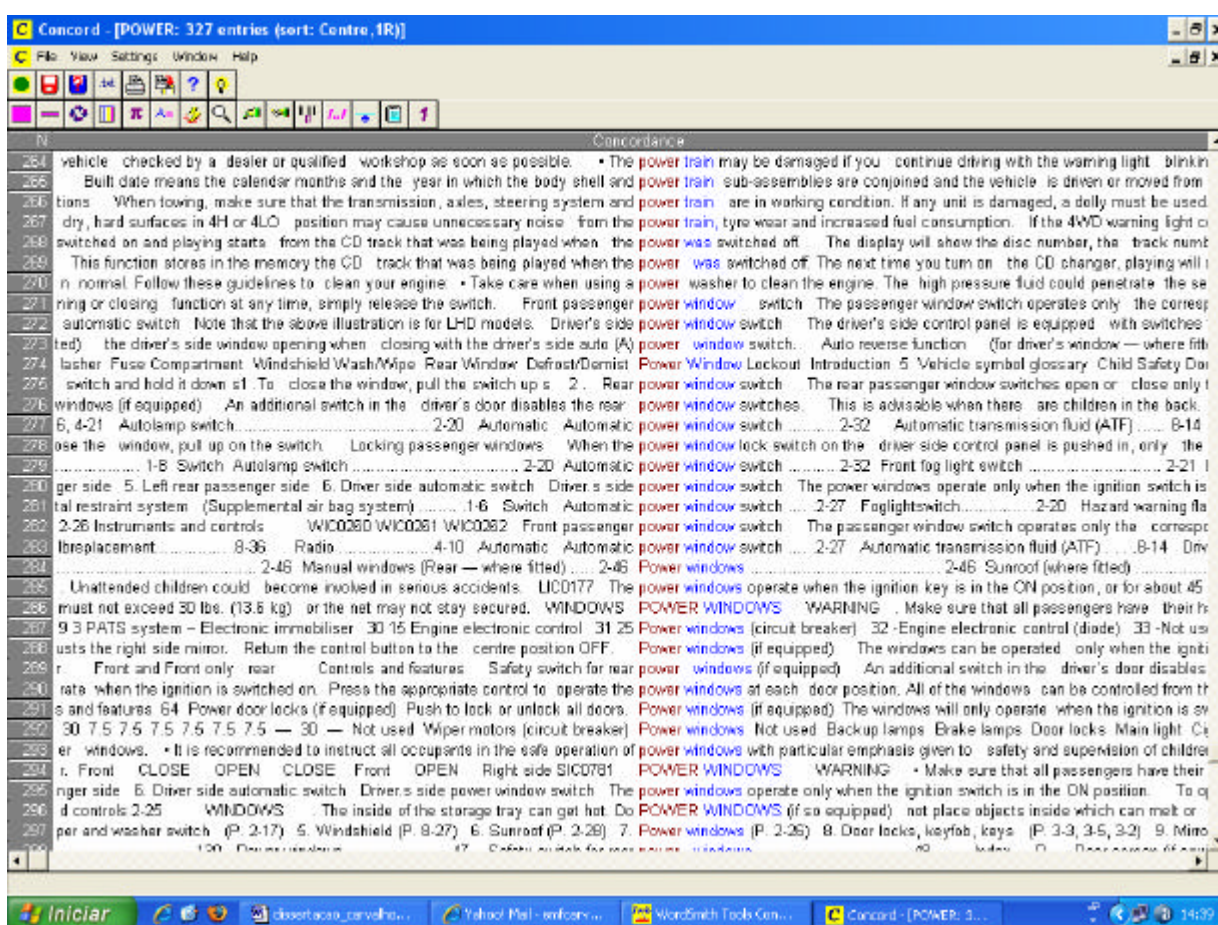 Concord - [POWER: 327 entries (sort: Centre,1R)]
File View Settings Window Help
N Concordance
264 vehicle checked by a dealer or qualified workshop as soon as possible. • The power train may be damaged if you continue driving with the warning light blinkin
265 Built date means the calendar months and the year in which the body shell and power train sub-assemblies are conjoined and the vehicle is driven or moved from
266 tions When towing, make sure that the transmission, axles, steering system and power train are in working condition. If any unit is damaged, a dolly must be used.
267 dry, hard surfaces in 4H or 4LO position may cause unnecessary noise from the power train, tyre wear and increased fuel consumption. If the 4WD warning light c
268 switched on and playing starts from the CD track that was being played when the power was switched off. The display will show the disc number, the track numb
269 This function stores in the memory the CD track that was being played when the power was switched off. The next time you turn on the CD changer, playing will
270 n normal. Follow these guidelines to clean your engine: • Take care when using a power washer to clean the engine. The high pressure fluid could penetrate the se
271 ning or closing function at any time, simply release the switch. Front passenger power window switch The passenger window switch operates only the corresp
272 automatic switch Note that the above illustration is for LHD models. Driver's side power window switch The driver's side control panel is equipped with switches
273 ted) the driver's side window opening when closing with the driver's side auto (A) power window switch. Auto reverse function (for driver's window — where fitt
274 lasher Fuse Compartment Windshield Wash/Wipe Rear Window Defrost/Demist Power Window Lockout Introduction 5 Vehicle symbol glossary Child Safety Doo
275 switch and hold it down s1 .To close the window, pull the switch up s 2 . Rear power window switch The rear passenger window switches open or close only t
276 windows (if equipped) An additional switch in the driver's door disables the rear power window switches. This is advisable when there are children in the back.
277 6, 4-21 Autolamp switch ........................ 2-20 Automatic Automatic power window switch .......... 2-32 Automatic transmission fluid (ATF) ...... 8-14
278 ose the window, pull up on the switch. Locking passenger windows When the power window lock switch on the driver side control panel is pushed in, only the
279 ................. 1-8 Switch Autolamp switch ........................ 2-20 Automatic power window switch .......... 2-32 Front fog light switch ........................ 2-21
280 ger side 5. Left rear passenger side 6. Driver side automatic switch Driver.s side power window switch The power windows operate only when the ignition switch is
281 tal restraint system (Supplemental air bag system) .......... 1-6 Switch Automatic power window switch ..... 2-27 Foglightswitch.............. 2-20 Hazard warning fla
282 2-26 Instruments and controls WIC0260 WIC0261 WIC0262 Front passenger power window switch The passenger window switch operates only the correspo
283 lbreplacement .............. 8-36 Radio .................. 4-10 Automatic Automatic power window switch ..... 2-27 Automatic transmission fluid (ATF) ..... 8-14 Driv
284 ........................ 2-46 Manual windows (Rear — where fitted) ..... 2-46 Power windows ........................ 2-46 Sunroof (where fitted)
285 . Unattended children could become involved in serious accidents. LIC0177 The power windows operate when the ignition key is in the ON position, or for about 45
286 must not exceed 30 lbs. (13.6 kg) or the net may not stay secured. WINDOWS POWER WINDOWS WARNING . Make sure that all passengers have their h
287 9 3 PATS system – Electronic immobiliser 30 15 Engine electronic control 31 25 Power windows (circuit breaker) 32 -Engine electronic control (diode) 33 -Not us
288 usts the right side mirror. Return the control button to the centre position OFF. Power windows (if equipped) The windows can be operated only when the igniti
289 r. Front and Front only rear Controls and features Safety switch for rear power windows (if equipped) An additional switch in the driver's door disables
290 rate when the ignition is switched on. Press the appropriate control to operate the power windows at each door position. All of the windows can be controlled from th
291 s and features 64 Power door locks (if equipped) Push to lock or unlock all doors. Power windows (if equipped) The windows will only operate when the ignition is sw
292 30 7.5 7.5 7.5 7.5 7.5 7.5 — 30 — Not used Wiper motors (circuit breaker) Power windows Not used Backup lamps Brake lamps Door locks Main light Ci
293 er windows. • It is recommended to instruct all occupants in the safe operation of power windows with particular emphasis given to safety and supervision of childre
294 r. Front CLOSE OPEN CLOSE Front OPEN Right side SIC0781 POWER WINDOWS WARNING • Make sure that all passengers have their
295 nger side 6. Driver side automatic switch Driver.s side power window switch The power windows operate only when the ignition switch is in the ON position. To o
296 d controls 2-25 WINDOWS . The inside of the storage tray can get hot. Do POWER WINDOWS (if so equipped) not place objects inside which can melt or
297 per and washer switch (P. 2-17) 5. Windshield (P. 8-27) 6. Sunroof (P. 2-28) 7. Power windows (P. 2-26) 8. Door locks, keyfob, keys (P. 3-3, 3-5, 3-2) 9. Mirro
Iniciar dissertacao_carvalho... Yahoo! Mail - WordSmith Tools Con... Concord - [POWER: 3... 14:39